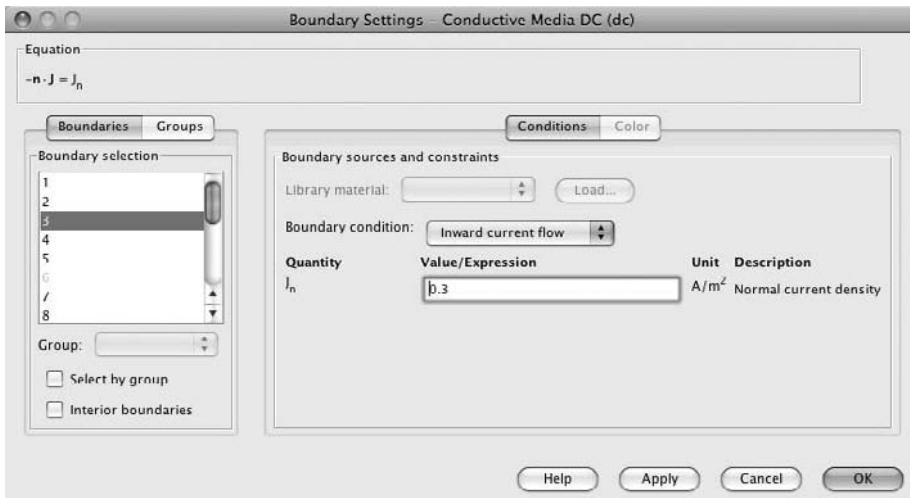 Boundary Settings – Conductive Media DC (dc)
Equation
-n · J = Jn
Boundaries Groups
Boundary selection
1
2
3
4
5
6
7
8
Group:
Select by group
Interior boundaries
Conditions Color
Boundary sources and constraints
Library material: Load...
Boundary condition: Inward current flow
Quantity Value/Expression Unit Description
Jn 0.3 A/m² Normal current density
Help Apply Cancel OK